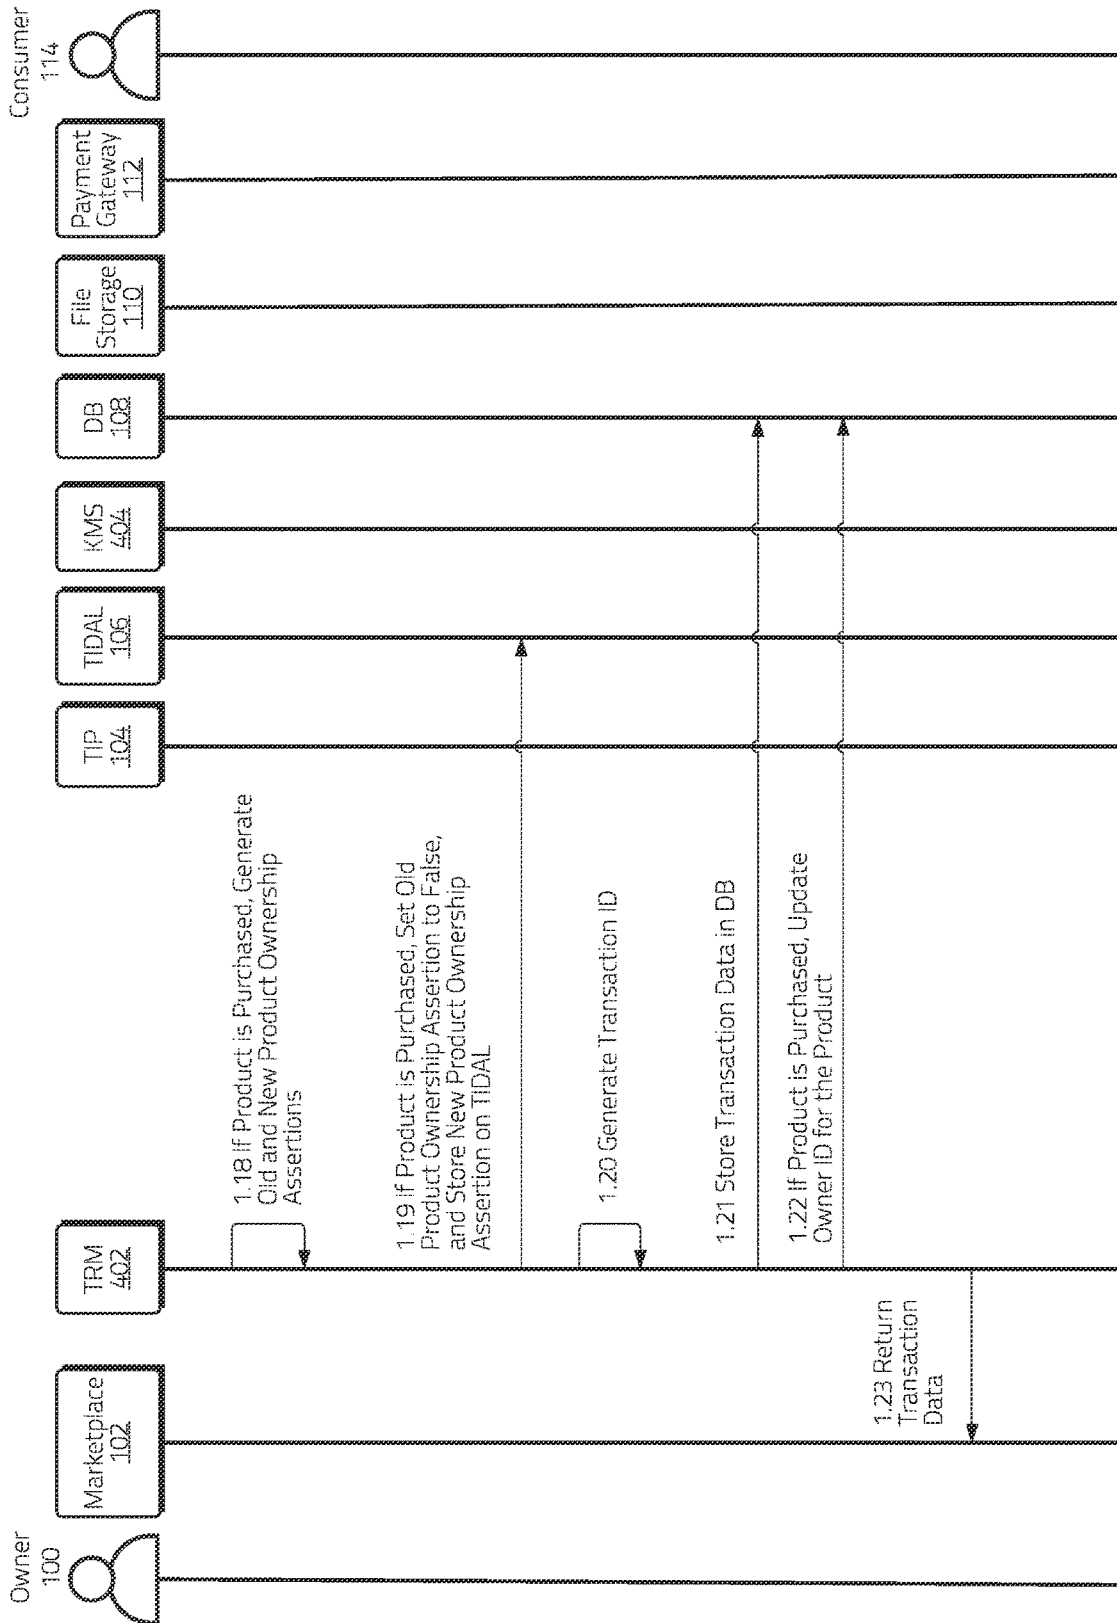 Owner
100
Marketplace
102
TRM
402
TIP
104
TIDAL
106
KMS
404
DB
108
File
Storage
110
Payment
Gateway
112
Consumer
114
1.18 If Product is Purchased, Generate
Old and New Product Ownership
Assertions
1.19 If Product is Purchased, Set Old
Product Ownership Assertion to False,
and Store New Product Ownership
Assertion on TIDAL
1.20 Generate Transaction ID
1.21 Store Transaction Data in DB
1.22 If Product is Purchased, Update
Owner ID for the Product
1.23 Return
Transaction
Data